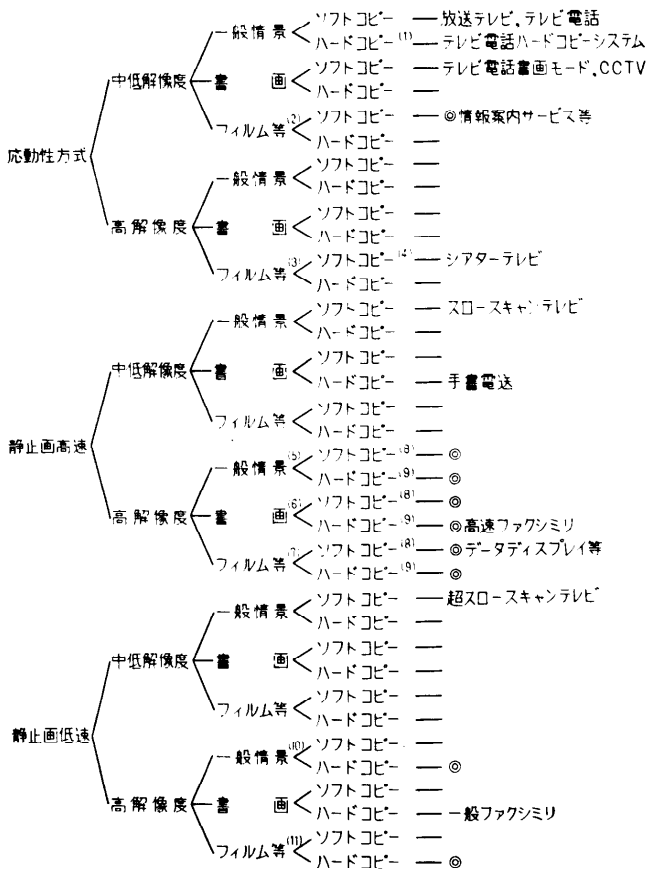 一般情景 ソフトコピー 放送テレビ,テレビ電話
ハードコピー(1) テレビ電話ハードコピーシステム
中低解像度 書画 ソフトコピー テレビ電話書画モード,CCTV
ハードコピー
フィルム等(2) ソフトコピー ◎情報案内サービス等
ハードコピー
応動性方式
一般情景 ソフトコピー
ハードコピー
高解像度 書画 ソフトコピー
ハードコピー
フィルム等(3) ソフトコピー(4) シアターテレビ
ハードコピー
一般情景 ソフトコピー スロースキャンテレビ
ハードコピー
中低解像度 書画 ソフトコピー
ハードコピー 手書電送
フィルム等 ソフトコピー
ハードコピー
静止画高速
一般情景(5) ソフトコピー(8) ◎
ハードコピー(9) ◎
高解像度 書画(6) ソフトコピー(8) ◎
ハードコピー(9) ◎高速ファクシミリ
フィルム等(7) ソフトコピー(8) ◎データディスプレイ等
ハードコピー(9) ◎
一般情景 ソフトコピー 超スロースキャンテレビ
ハードコピー
中低解像度 書画 ソフトコピー
ハードコピー
フィルム等 ソフトコピー
ハードコピー
静止画低速
一般情景(10) ソフトコピー
ハードコピー ◎
高解像度 書画 ソフトコピー
ハードコピー 一般ファクシミリ
フィルム等(11) ソフトコピー
ハードコピー ◎